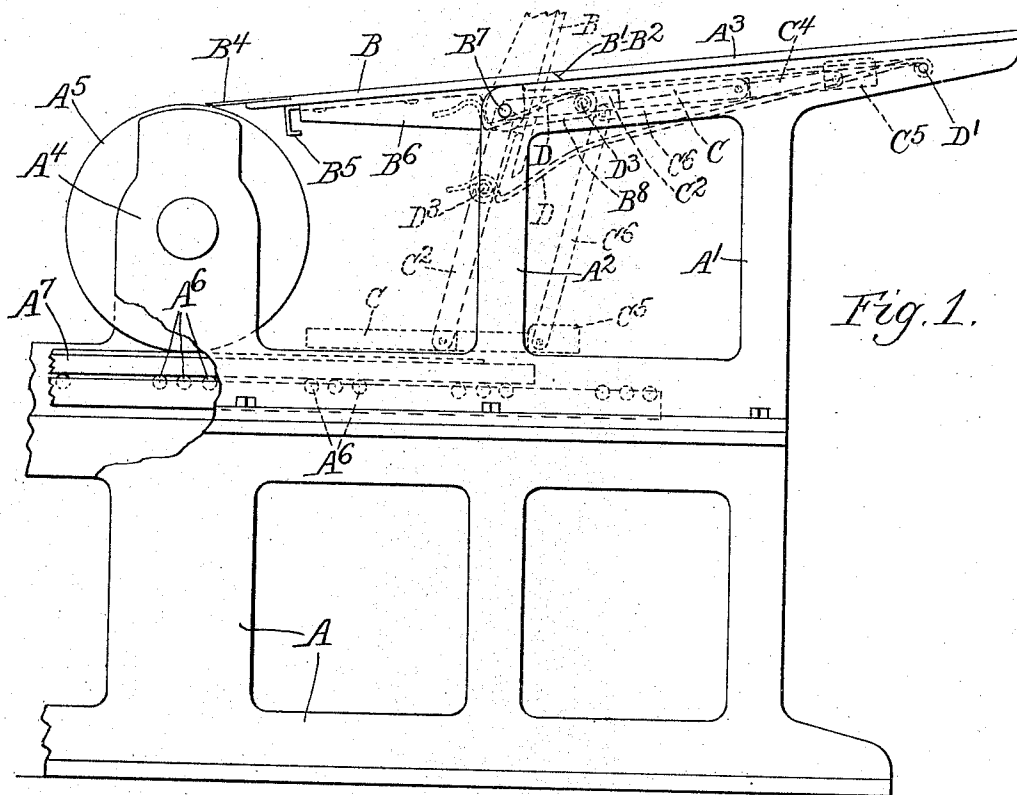 B
B⁴
B
B⁷
B¹-B²
A³
C⁴
A⁵
A⁴
B⁵
B⁶
D
D³
C⁶
C
C²
C⁵
D¹
B⁸
D³
D
C²
C⁶
A²
A¹
A⁷
A⁶
C
C⁵
Fig. 1.
A⁶
A